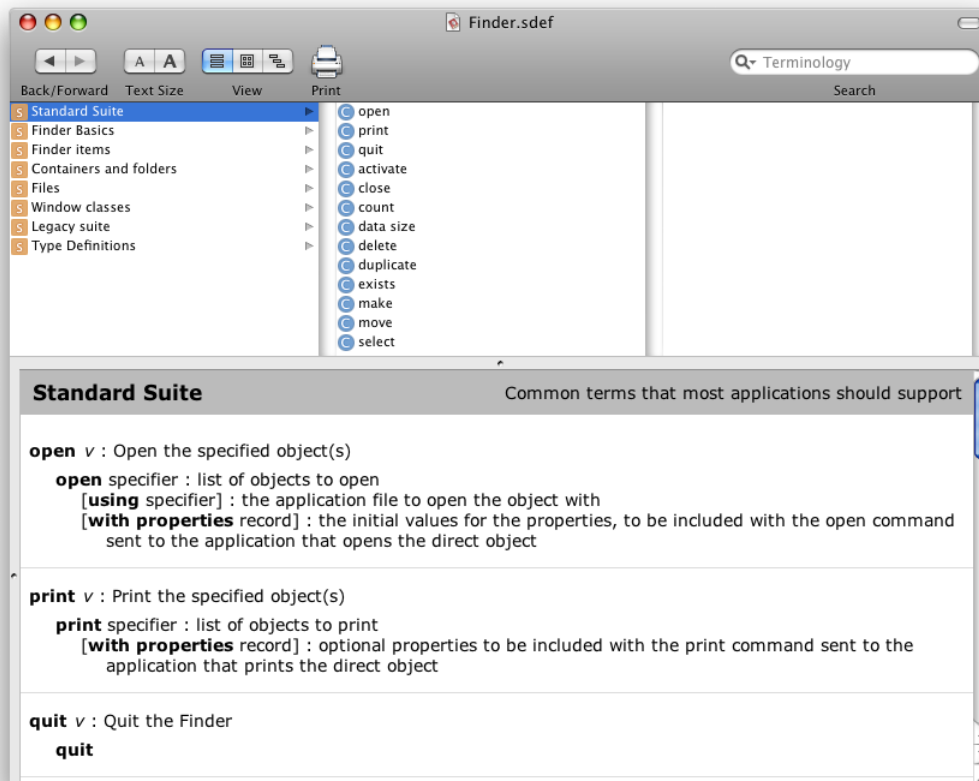 Finder.sdef
A A
Terminology
Back/Forward Text Size View Print Search
S Standard Suite
S Finder Basics
S Finder items
S Containers and folders
S Files
S Window classes
S Legacy suite
S Type Definitions
C open
C print
C quit
C activate
C close
C count
C data size
C delete
C duplicate
C exists
C make
C move
C select
Standard Suite Common terms that most applications should support
open v : Open the specified object(s)
open specifier : list of objects to open
[using specifier] : the application file to open the object with
[with properties record] : the initial values for the properties, to be included with the open command
sent to the application that opens the direct object
print v : Print the specified object(s)
print specifier : list of objects to print
[with properties record] : optional properties to be included with the print command sent to the
application that prints the direct object
quit v : Quit the Finder
quit